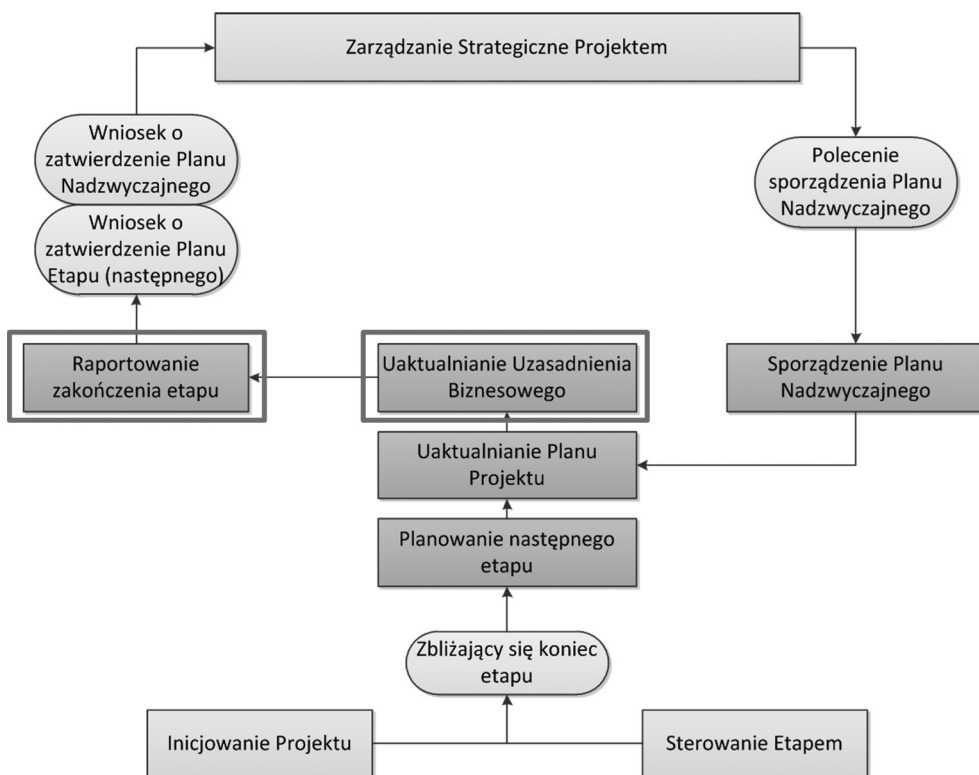 Zarządzanie Strategiczne Projektem
Wniosek o
zatwierdzenie Planu
Nadzwyczajnego
Polecenie
sporządzenia Planu
Nadzwyczajnego
Wniosek o
zatwierdzenie Planu
Etapu (następnego)
Raportowanie
zakończenia etapu
Uaktualnianie Uzasadnienia
Biznesowego
Sporządzenie Planu
Nadzwyczajnego
Uaktualnianie Planu
Projektu
Planowanie następnego
etapu
Zbliżający się koniec
etapu
Inicjowanie Projektu
Sterowanie Etapem